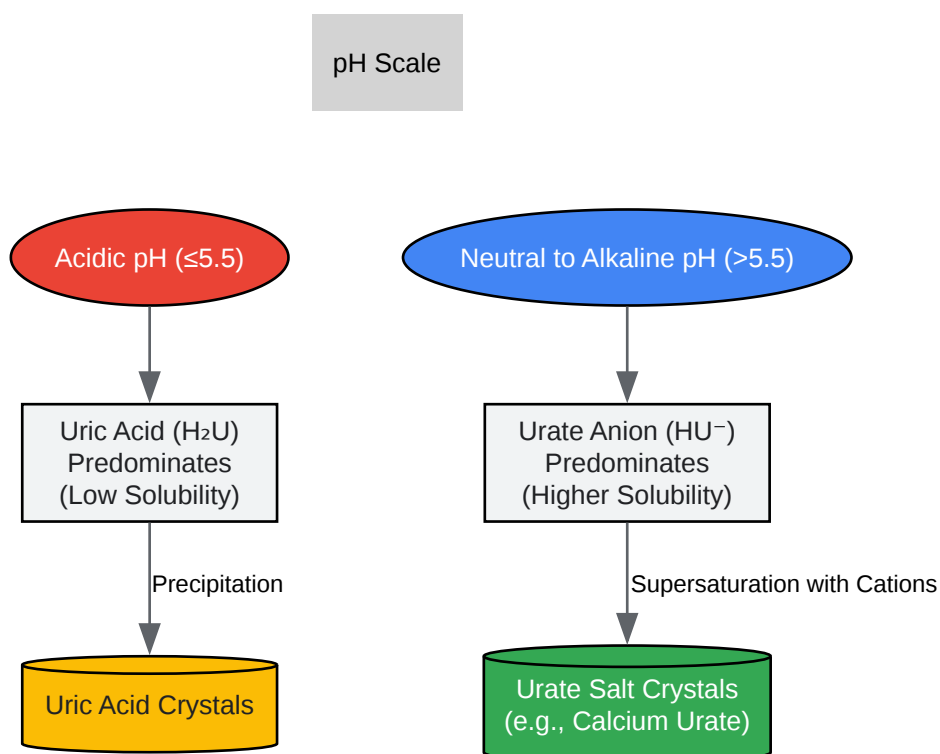 pH Scale
Acidic pH (≤5.5)
Neutral to Alkaline pH (>5.5)
Uric Acid (H₂U)
Predominates
(Low Solubility)
Urate Anion (HU⁻)
Predominates
(Higher Solubility)
Precipitation
Supersaturation with Cations
Uric Acid Crystals
Urate Salt Crystals
(e.g., Calcium Urate)